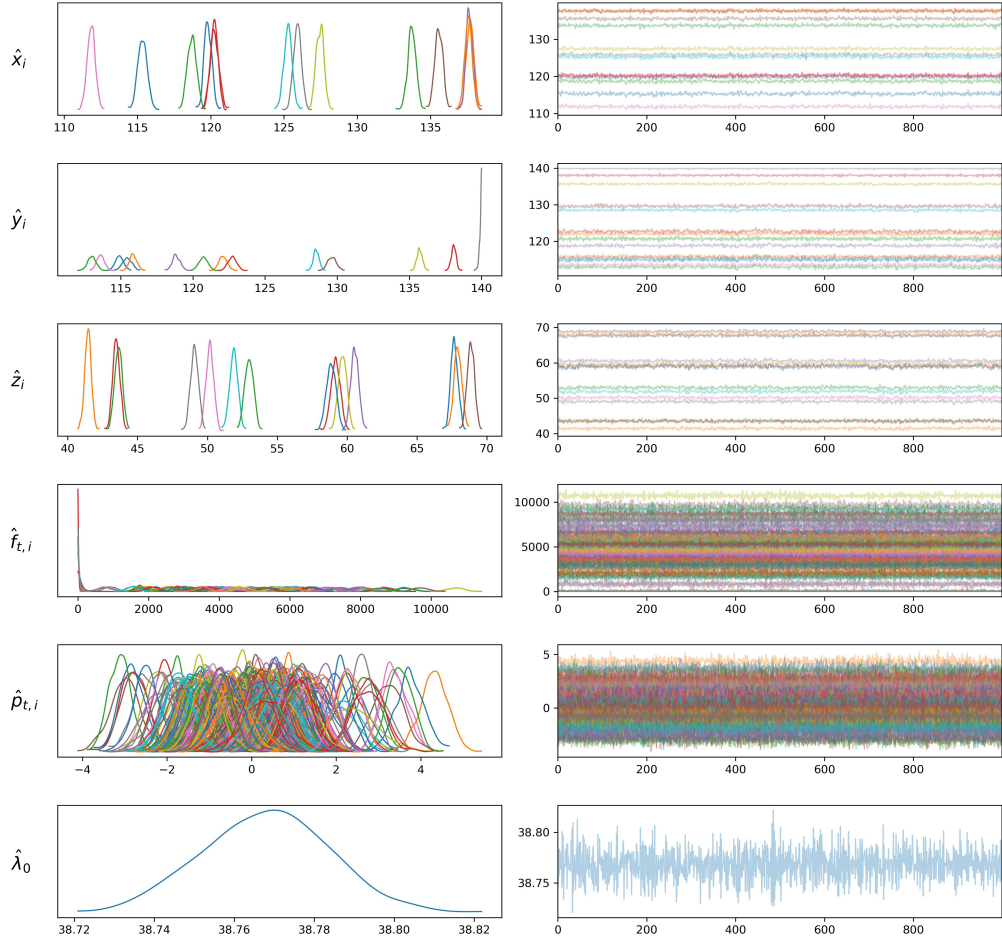 x̂ᵢ
110 115 120 125 130 135
130
120
110
0 200 400 600 800
ŷᵢ
115 120 125 130 135 140
140
130
120
0 200 400 600 800
ẑᵢ
40 45 50 55 60 65 70
70
60
50
40
0 200 400 600 800
f̂ₜ,ᵢ
0 2000 4000 6000 8000 10000
10000
5000
0
0 200 400 600 800
p̂ₜ,ᵢ
−4 −2 0 2 4
5
0
0 200 400 600 800
λ̂₀
38.72 38.74 38.76 38.78 38.80 38.82
38.80
38.75
0 200 400 600 800